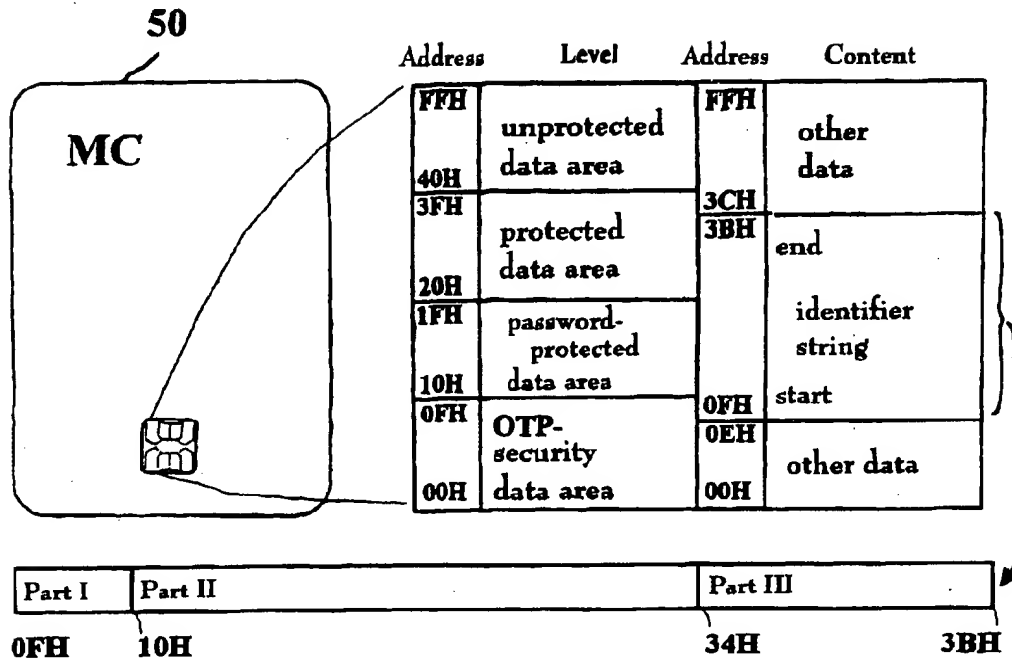 50
Address Level Address Content
MC
FFH
unprotected
data area
40H
3FH
protected
data area
20H
1FH
password-
protected
data area
10H
0FH
OTP-
security
data area
00H
FFH
other
data
3CH
3BH
end
identifier
string
start
0FH
0EH
other data
00H
Part I Part II Part III
0FH 10H 34H 3BH